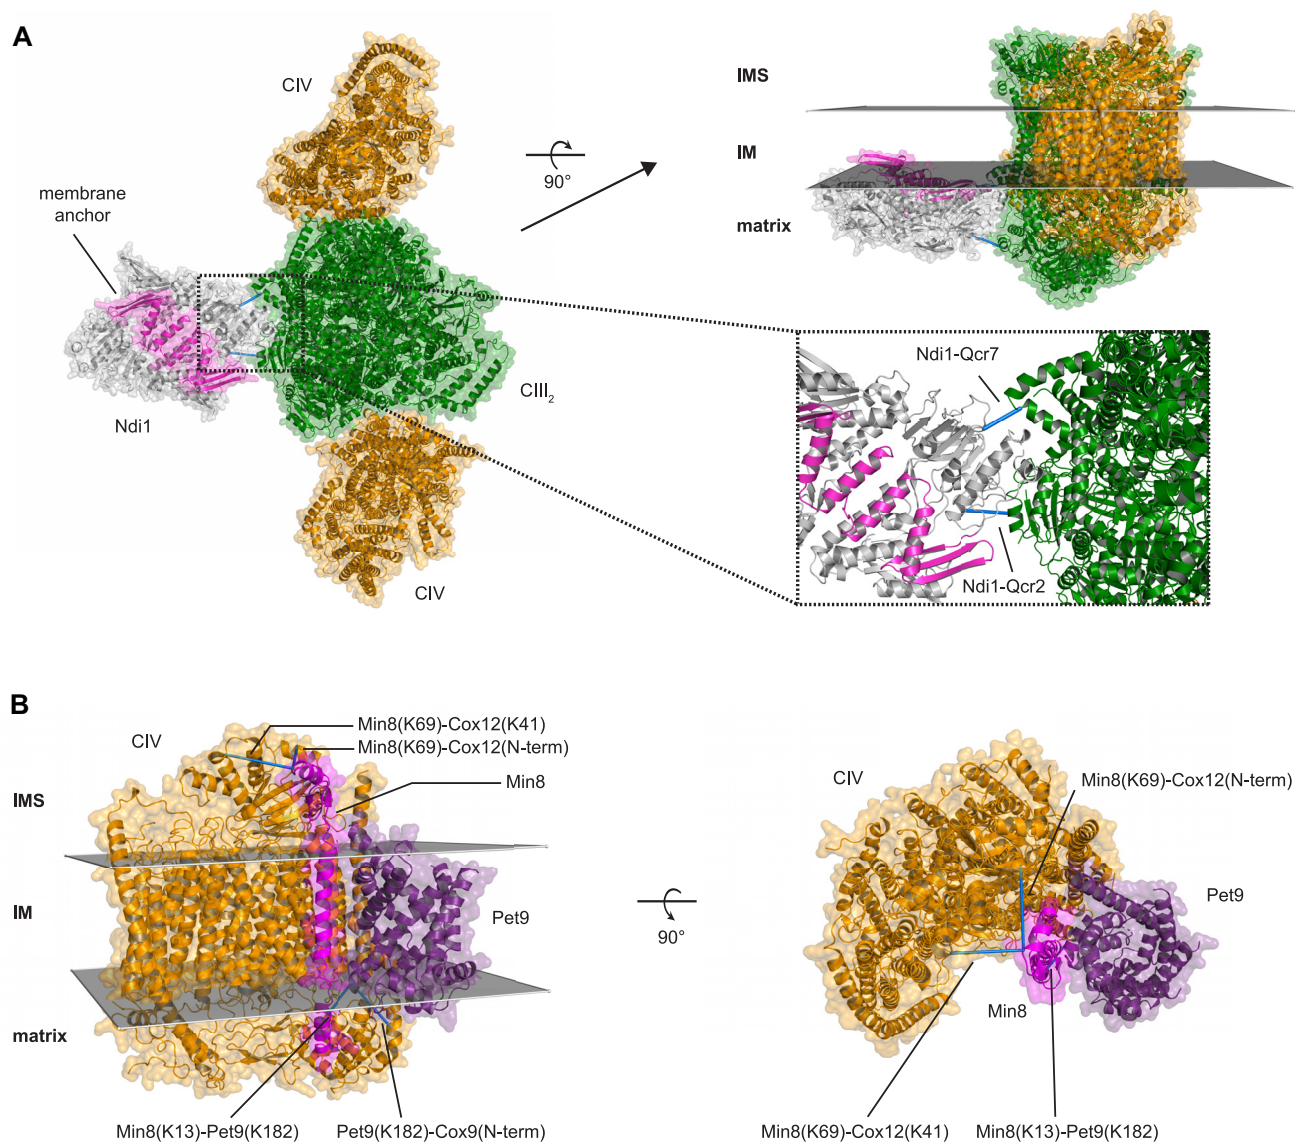 A
CIV
membrane
anchor
Ndi1
CIII2
CIV
90°
IMS
IM
matrix
Ndi1-Qcr7
Ndi1-Qcr2
B
CIV
Min8(K69)-Cox12(K41)
Min8(K69)-Cox12(N-term)
Min8
IMS
IM
Pet9
matrix
Min8(K13)-Pet9(K182)
Pet9(K182)-Cox9(N-term)
90°
CIV
Min8(K69)-Cox12(N-term)
Pet9
Min8
Min8(K69)-Cox12(K41)
Min8(K13)-Pet9(K182)